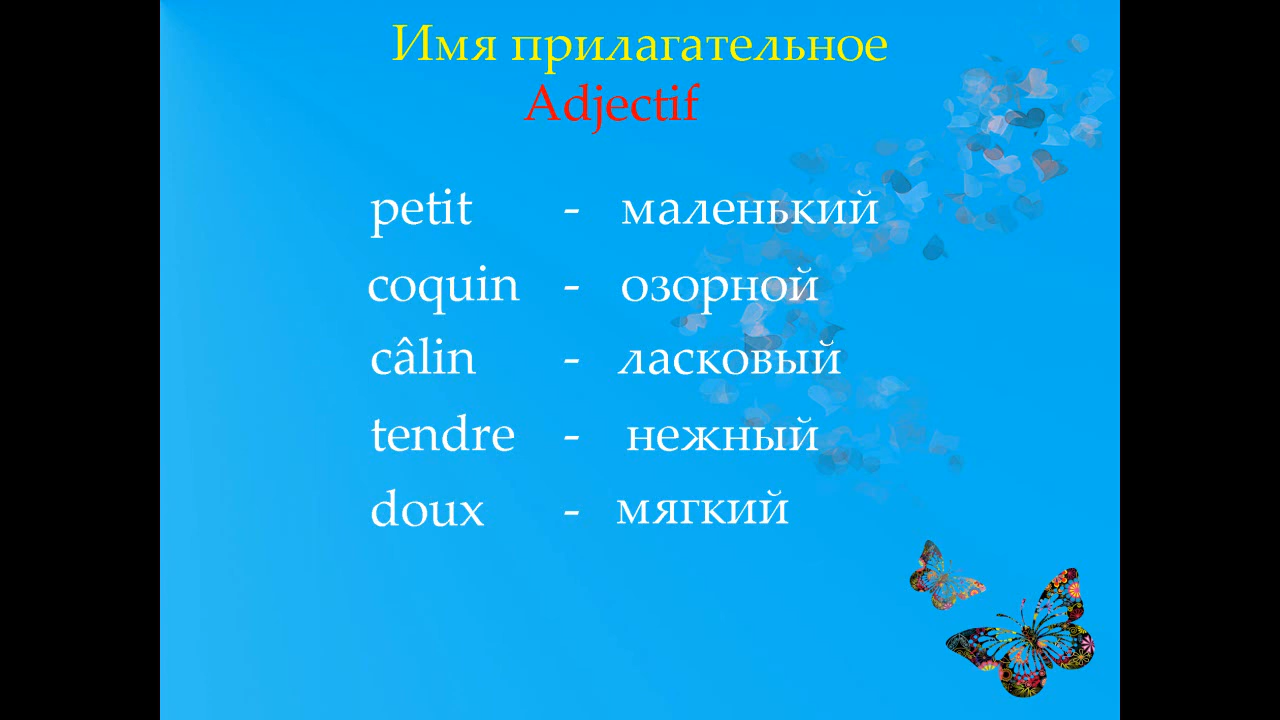 Имя прилагательное
Adjectif
petit - маленький
coquin - озорной
câlin - ласковый
tendre - нежный
doux - мягкий